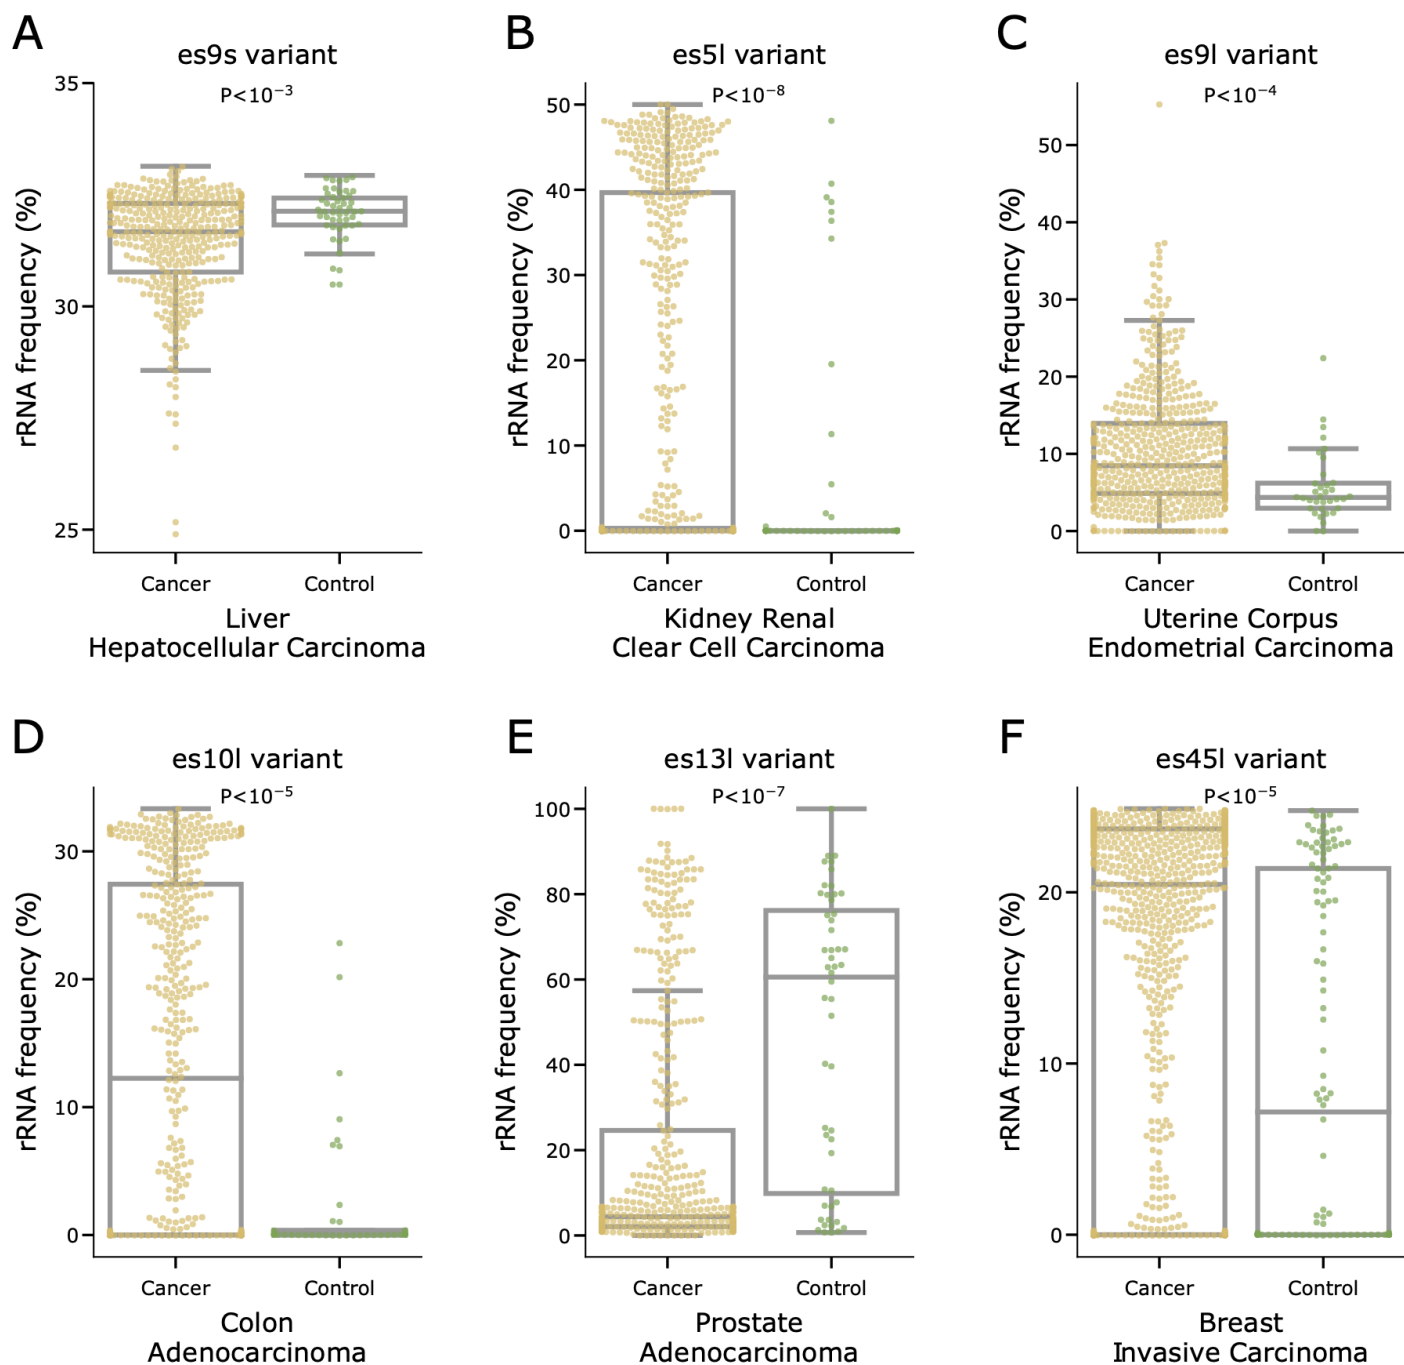 A
es9s variant
P<10⁻³
rRNA frequency (%)
35
30
25
Cancer
Control
Liver
Hepatocellular Carcinoma
B
es5l variant
P<10⁻⁸
rRNA frequency (%)
50
40
30
20
10
0
Cancer
Control
Kidney Renal
Clear Cell Carcinoma
C
es9l variant
P<10⁻⁴
rRNA frequency (%)
50
40
30
20
10
0
Cancer
Control
Uterine Corpus
Endometrial Carcinoma
D
es10l variant
P<10⁻⁵
rRNA frequency (%)
30
20
10
0
Cancer
Control
Colon
Adenocarcinoma
E
es13l variant
P<10⁻⁷
rRNA frequency (%)
100
80
60
40
20
0
Cancer
Control
Prostate
Adenocarcinoma
F
es45l variant
P<10⁻⁵
rRNA frequency (%)
20
10
0
Cancer
Control
Breast
Invasive Carcinoma